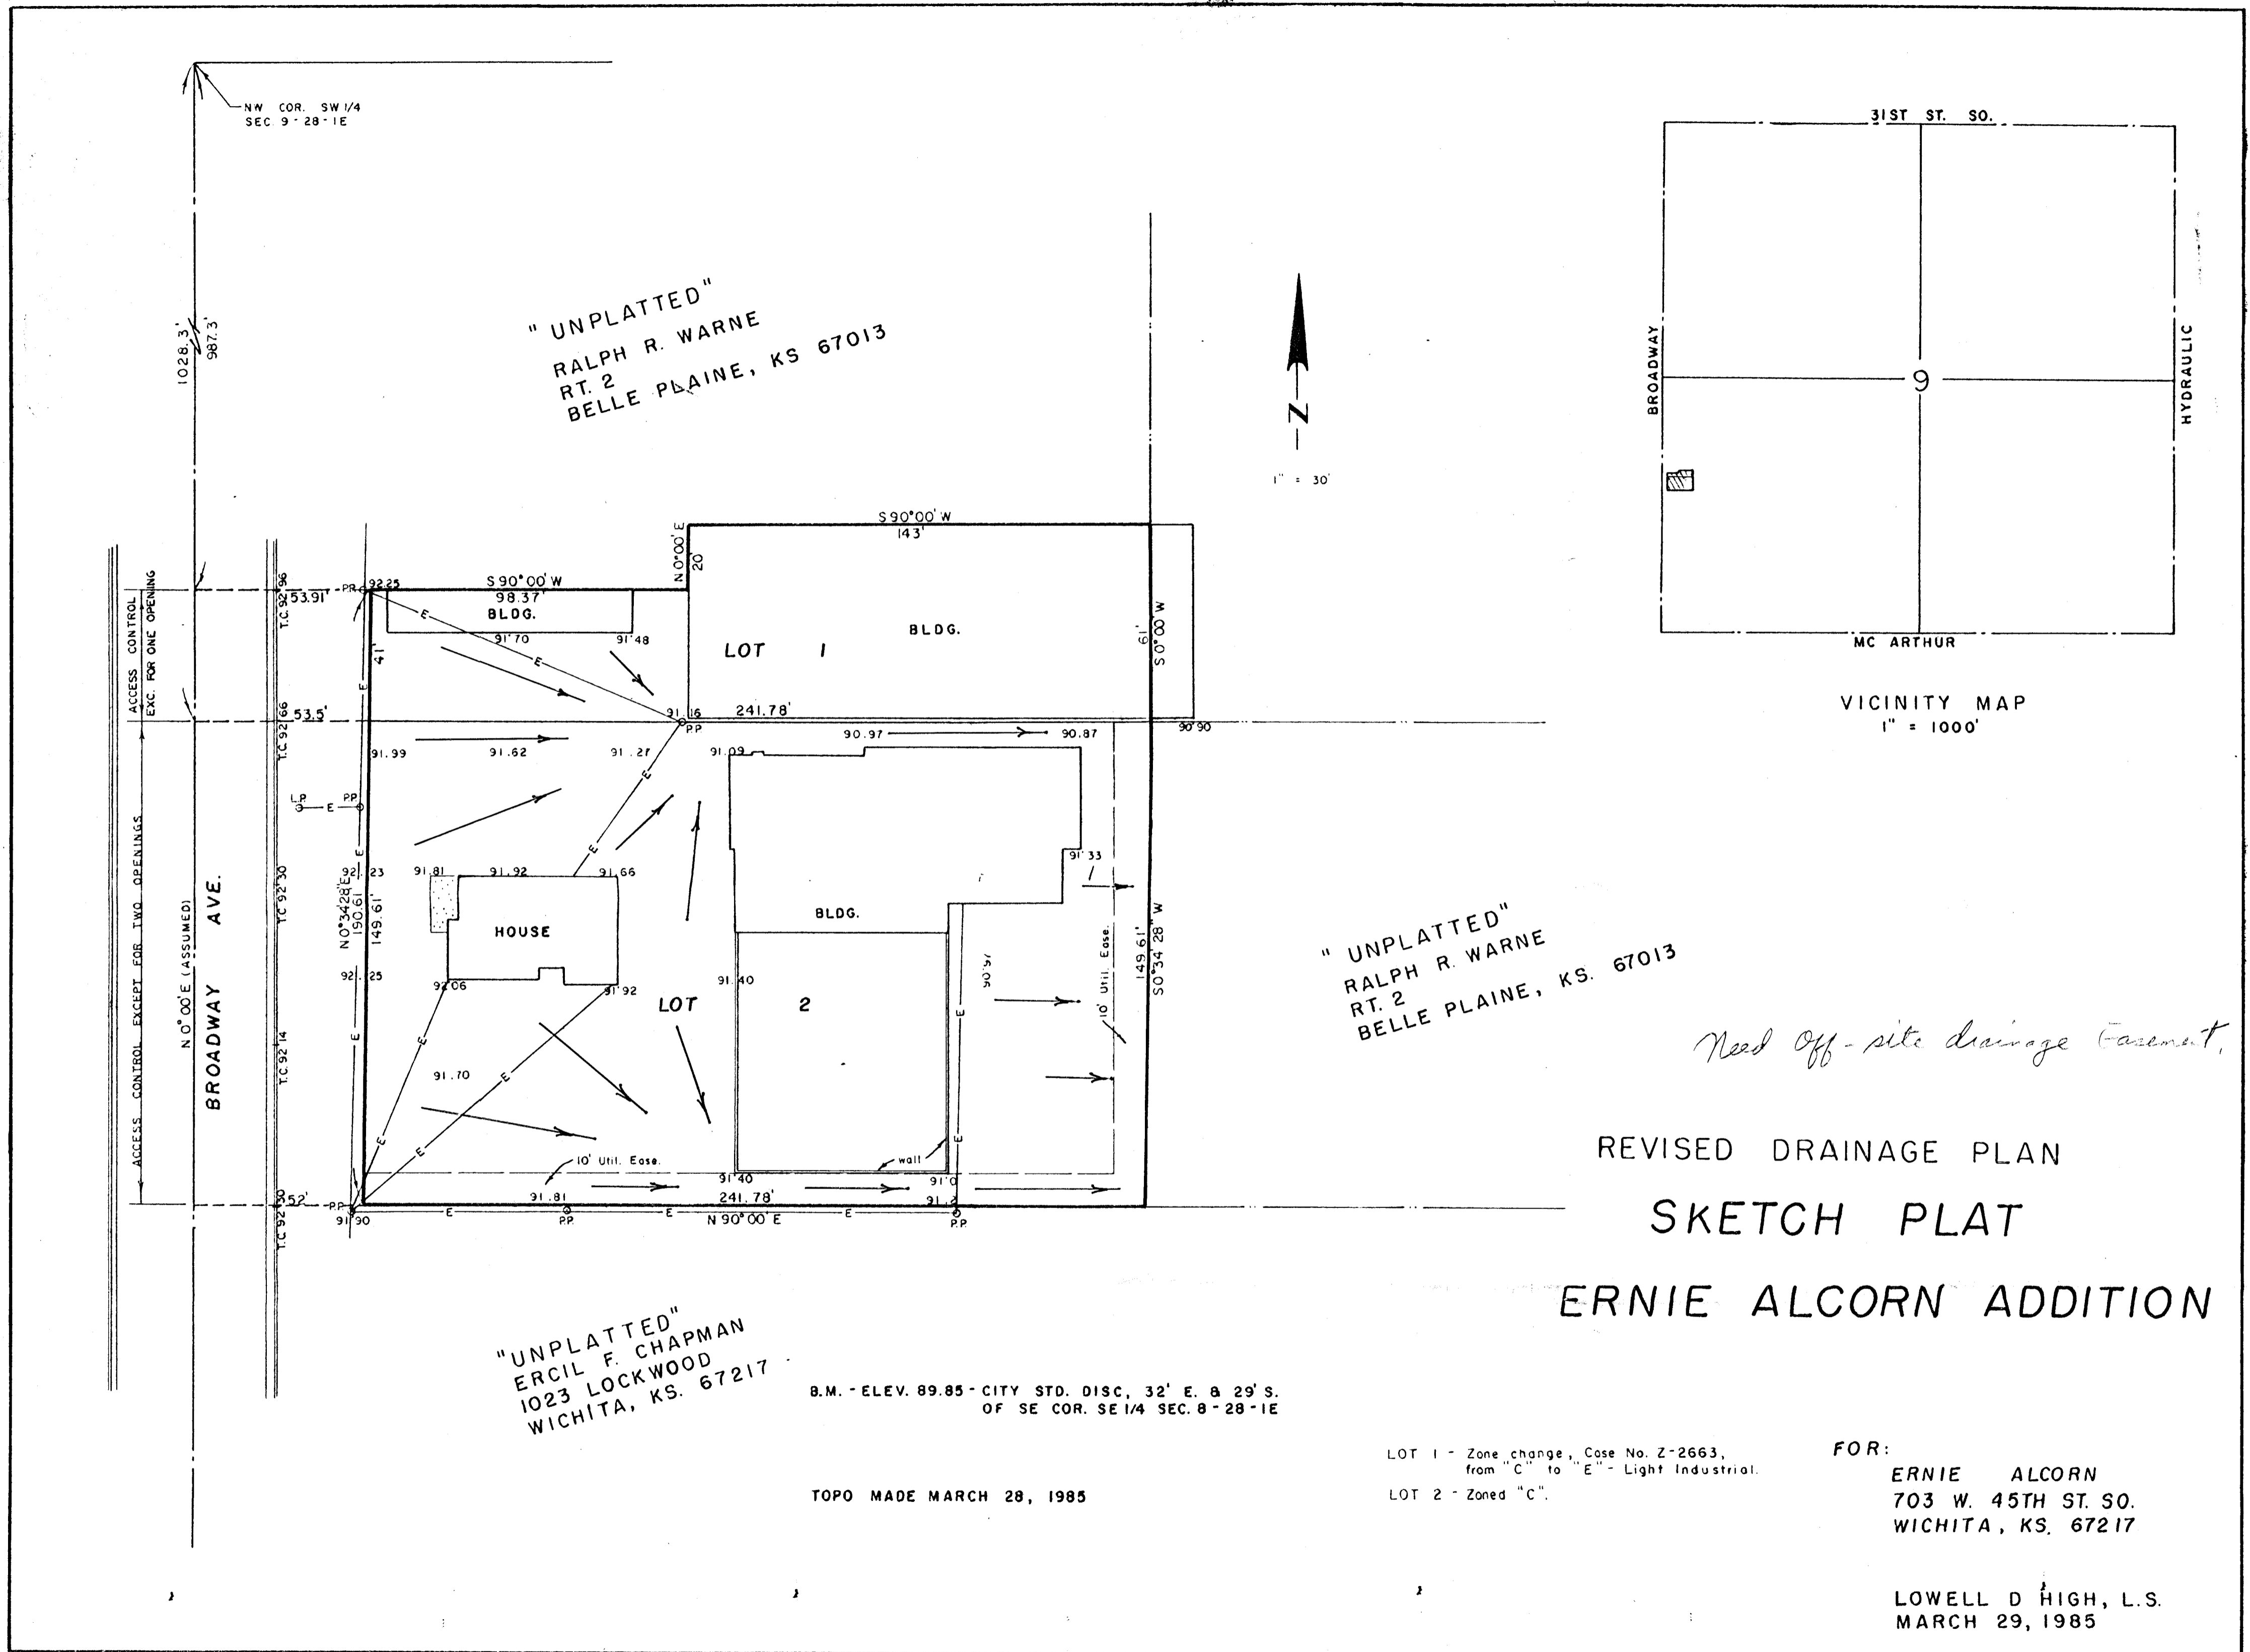 NW COR. SW 1/4
SEC. 9 - 28 - 1E
1028.3'
987.3'
"UNPLATTED"
RALPH R. WARNE
RT. 2
BELLE PLAINE, KS 67013
N
1" = 30'
31ST ST. SO.
BROADWAY
9
HYDRAULIC
MC ARTHUR
VICINITY MAP
1" = 1000'
ACCESS CONTROL
EXC. FOR ONE OPENING
ACCESS CONTROL EXCEPT FOR TWO OPENINGS
N 0°00' E (ASSUMED)
BROADWAY AVE.
T.C. 92.96
53.91'
T.C. 92.66
53.5'
T.C. 92.30
T.C. 92.14
52'
P.P.
92.25
S 90°00' W
98.37'
BLDG.
91.70
91.48
N 0°00' E
20'
S 90°00' W
143'
BLDG.
LOT 1
61'
S 0°00' W
41'
E
E
E
91.16
P.P.
241.78'
90.90
91.99
91.62
91.27
91.09
90.97
90.87
L.P.
E
P.P.
E
E
E
92.23
91.81
91.92
91.66
91.33
N 0°34'28" E
190.61'
149.61'
HOUSE
BLDG.
92.25
92.06
91.92
91.40
LOT 2
149.61'
S 0°34'28" W
10' Util. Ease.
E
E
E
E
91.70
E
E
E
10' Util. Ease.
wall
91.40
91.81
241.78'
P.P.
91.90
E
P.P.
E
N 90°00' E
E
P.P.
"UNPLATTED"
RALPH R. WARNE
RT. 2
BELLE PLAINE, KS. 67013
Need Off-site drainage Easement.
REVISED DRAINAGE PLAN
SKETCH PLAT
ERNIE ALCORN ADDITION
"UNPLATTED"
ERCIL F. CHAPMAN
1023 LOCKWOOD
WICHITA, KS. 67217
B.M. - ELEV. 89.85 - CITY STD. DISC, 32' E. & 29' S.
OF SE COR. SE 1/4 SEC. 8 - 28 - 1E
TOPO MADE MARCH 28, 1985
LOT 1 - Zone change, Case No. Z-2663,
from "C" to "E" - Light Industrial.
LOT 2 - Zoned "C".
FOR:
ERNIE ALCORN
703 W. 45TH ST. SO.
WICHITA, KS. 67217
LOWELL D HIGH, L.S.
MARCH 29, 1985